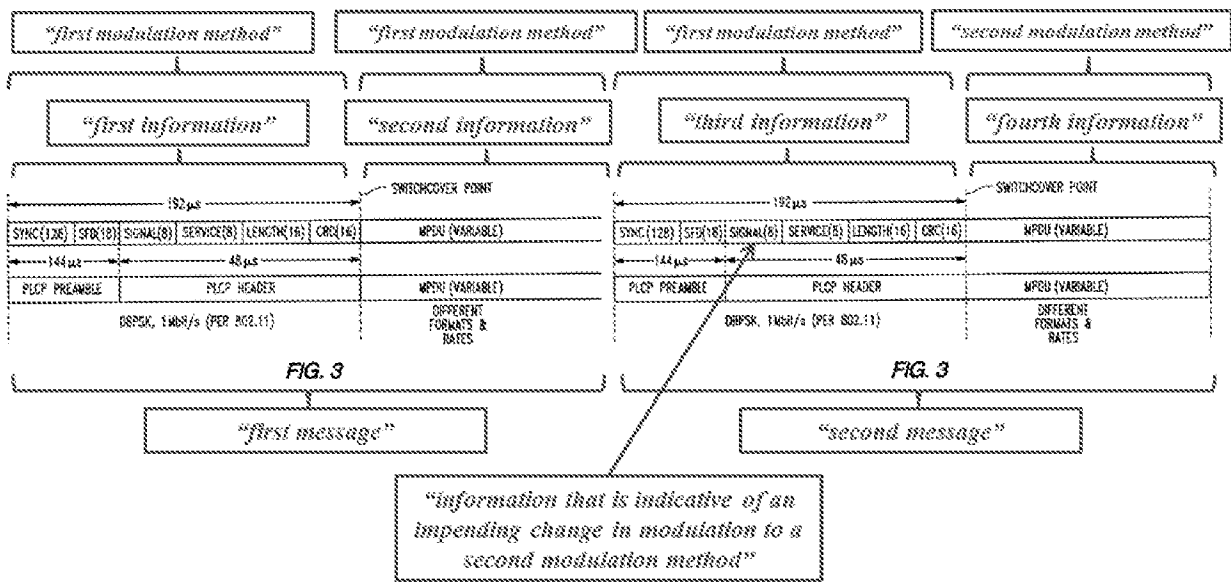 "first modulation method" "first modulation method" "first modulation method" "second modulation method"
"first information" "second information" "third information" "fourth information"
SWITCHCOVER POINT SWITCHCOVER POINT
192μs 192μs
SYNC(128) SFD(16) SIGNAL(8) SERVICE(8) LENGTH(16) CRC(16) MPDU (VARIABLE) SYNC(128) SFD(16) SIGNAL(8) SERVICE(8) LENGTH(16) CRC(16) MPDU (VARIABLE)
144μs 48μs 144μs 48μs
PLCP PREAMBLE PLCP HEADER MPDU (VARIABLE) PLCP PREAMBLE PLCP HEADER MPDU (VARIABLE)
DBPSK, 1Mbit/s (PER 802.11) DIFFERENT DBPSK, 1Mbit/s (PER 802.11) DIFFERENT
FORMATS & FORMATS &
RATES RATES
FIG. 3 FIG. 3
"first message" "second message"
"information that is indicative of an
impending change in modulation to a
second modulation method"